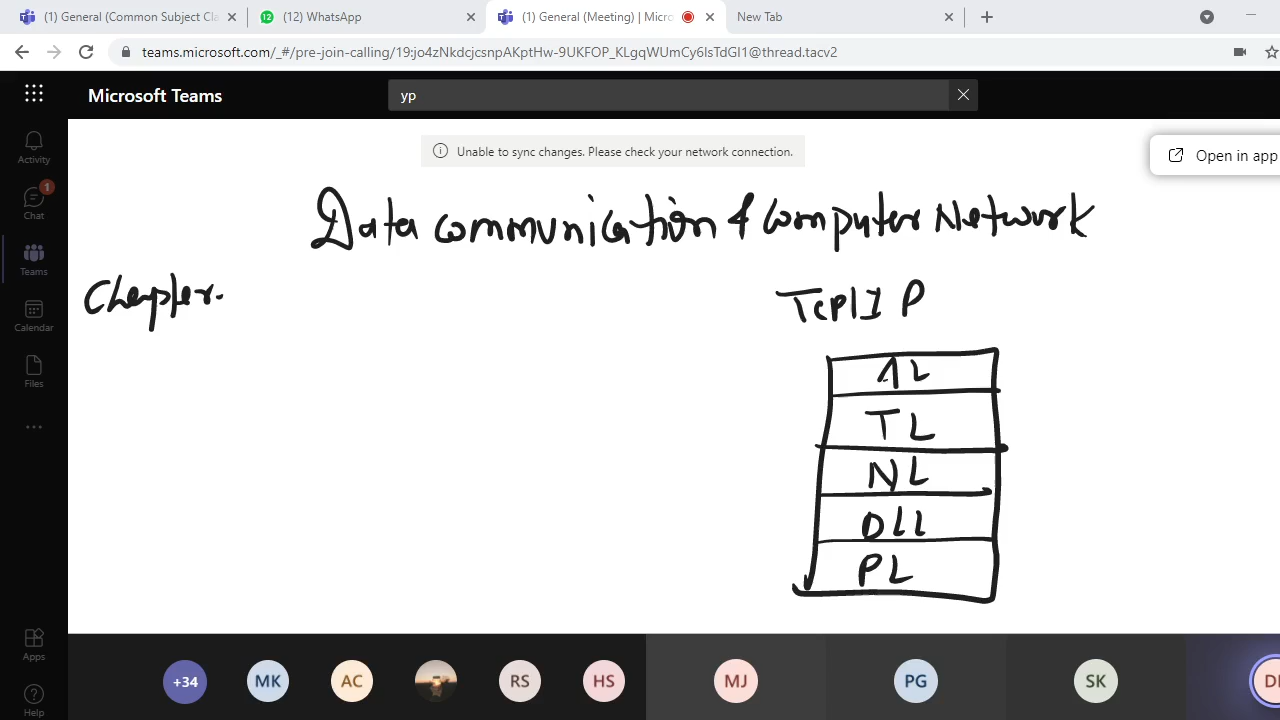 (1) General (Common Subject Cla
(12) WhatsApp
(1) General (Meeting) | Micro
New Tab
teams.microsoft.com/_#/pre-join-calling/19:jo4zNkdcjcsnpAKptHw-9UKFOP_KLgqWUmCy6lsTdGI1@thread.tacv2
Microsoft Teams
yp
Activity
Unable to sync changes. Please check your network connection.
Open in app
1
Chat
Data communication & Computer Network
Teams
Chapter.
TCP/IP
Calendar
AL
Files
TL
NL
DLL
PL
Apps
Help
+34
MK
AC
RS
HS
MJ
PG
SK
DI